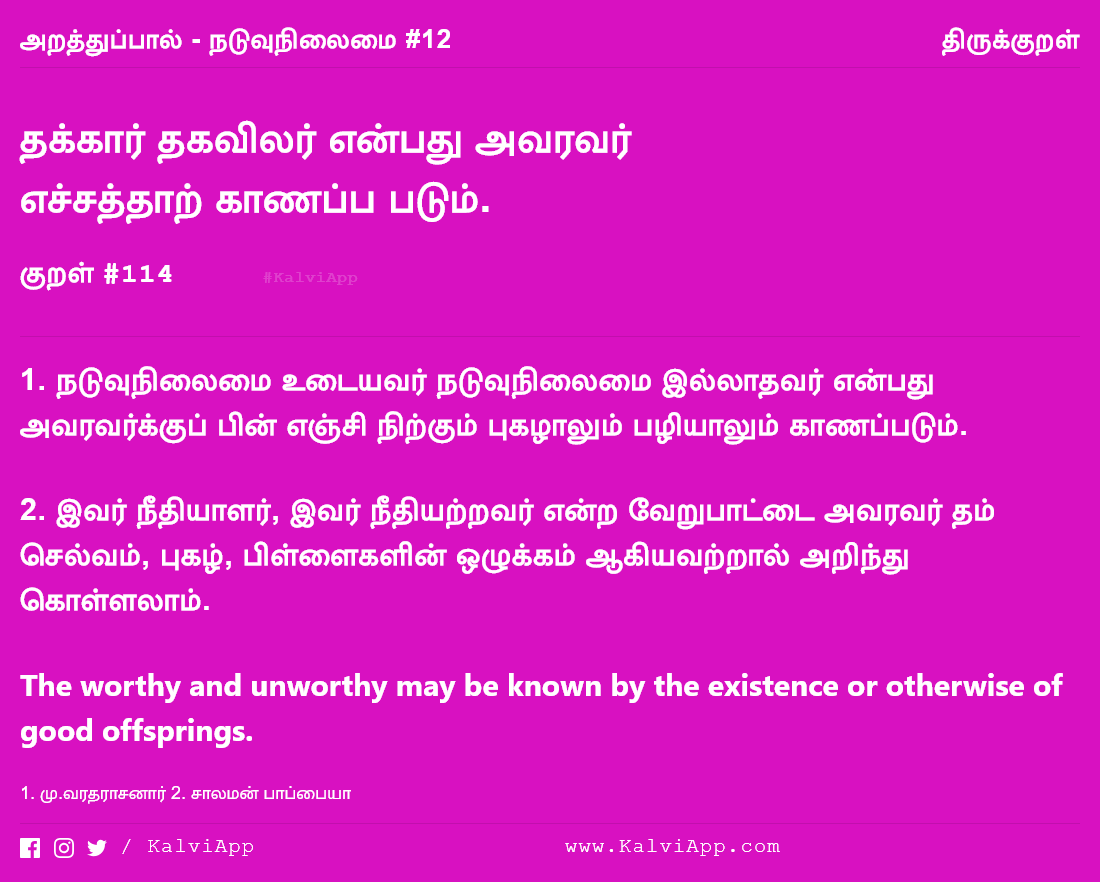 அறத்துப்பால் - நடுவுநிலைமை #12 திருக்குறள்
தக்கார் தகவிலர் என்பது அவரவர்
எச்சத்தாற் காணப்ப படும்.
குறள் #114 #KalviApp
1. நடுவுநிலைமை உடையவர் நடுவுநிலைமை இல்லாதவர் என்பது
அவரவர்க்குப் பின் எஞ்சி நிற்கும் புகழாலும் பழியாலும் காணப்படும்.
2. இவர் நீதியாளர், இவர் நீதியற்றவர் என்ற வேறுபாட்டை அவரவர் தம்
செல்வம், புகழ், பிள்ளைகளின் ஒழுக்கம் ஆகியவற்றால் அறிந்து
கொள்ளலாம்.
The worthy and unworthy may be known by the existence or otherwise of
good offsprings.
1. மு.வரதராசனார் 2. சாலமன் பாப்பையா
/ KalviApp www.KalviApp.com